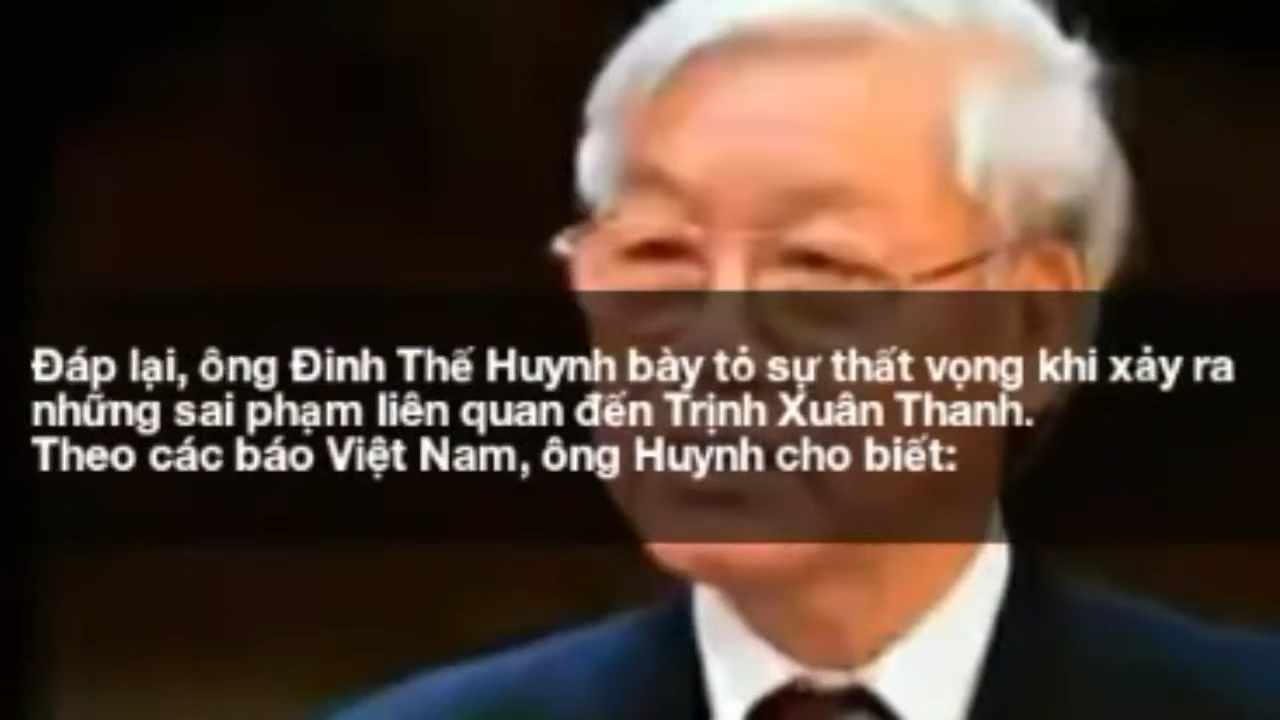 Đáp lại, ông Đinh Thế Huynh bày tỏ sự thất vọng khi xảy ra
những sai phạm liên quan đến Trịnh Xuân Thanh.
Theo các báo Việt Nam, ông Huynh cho biết: